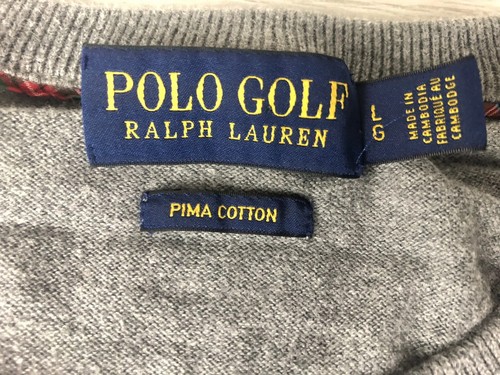 POLO GOLF
RALPH LAUREN
L
G
MADE IN
CAMBODIA
FABRIQUÉ AU
CAMBODGE
PIMA COTTON